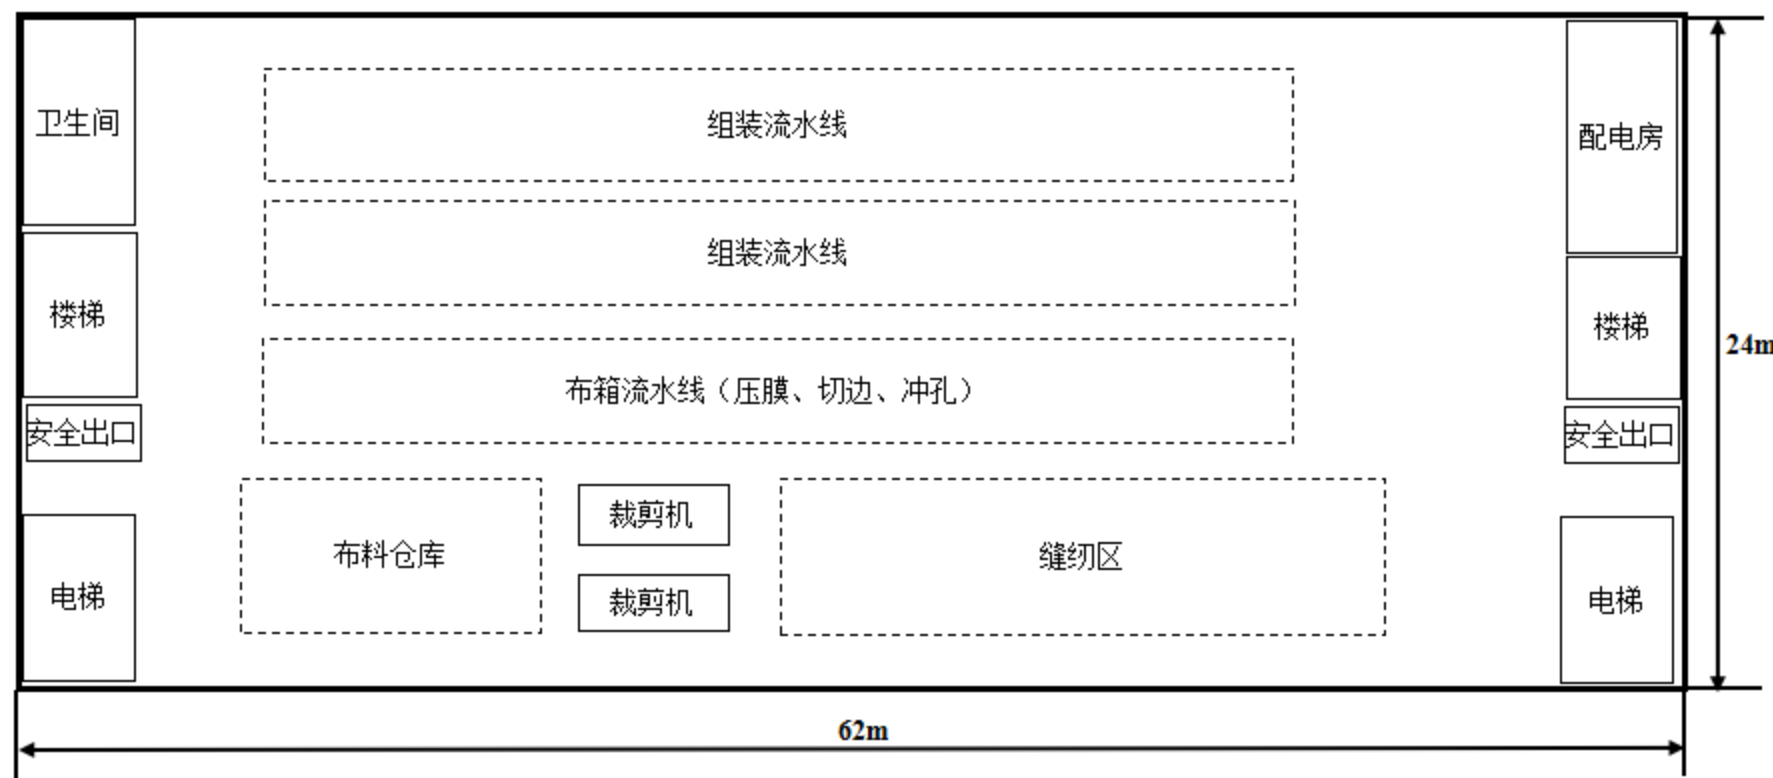 卫生间
组装流水线
配电房
组装流水线
楼梯
楼梯
24m
布箱流水线（压膜、切边、冲孔）
安全出口
安全出口
裁剪机
布料仓库
缝纫区
电梯
裁剪机
电梯
62m